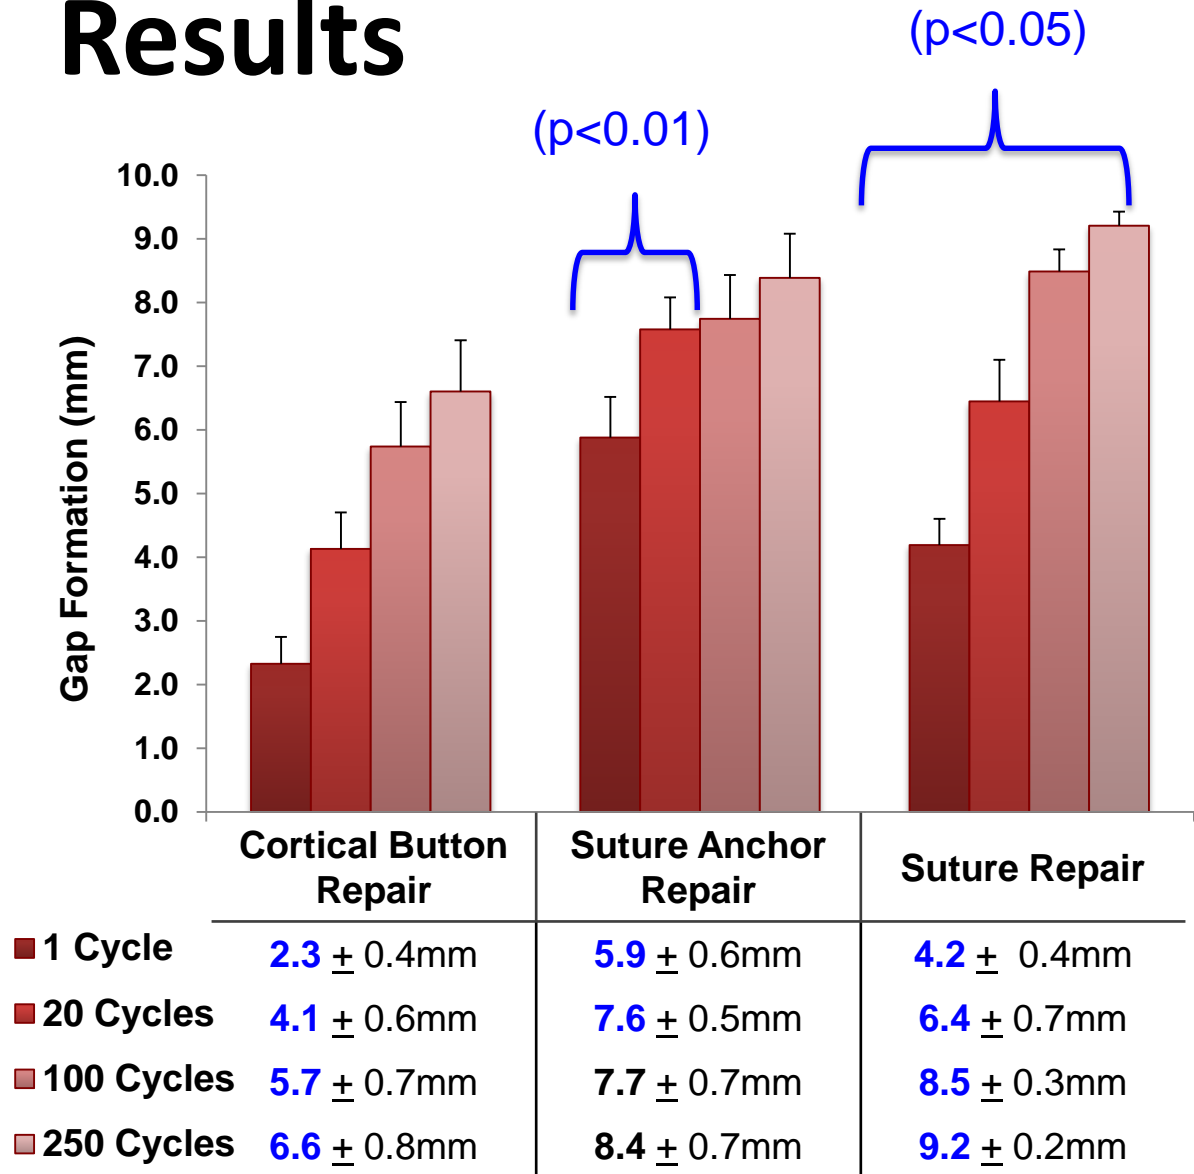 Results
(p<0.05)
(p<0.01)
10.0
9.0
8.0
7.0
6.0
5.0
4.0
3.0
2.0
1.0
0.0
Gap Formation (mm)
Cortical Button
Repair
Suture Anchor
Repair
Suture Repair
1 Cycle 2.3 ± 0.4mm 5.9 ± 0.6mm 4.2 ± 0.4mm
20 Cycles 4.1 ± 0.6mm 7.6 ± 0.5mm 6.4 ± 0.7mm
100 Cycles 5.7 ± 0.7mm 7.7 ± 0.7mm 8.5 ± 0.3mm
250 Cycles 6.6 ± 0.8mm 8.4 ± 0.7mm 9.2 ± 0.2mm